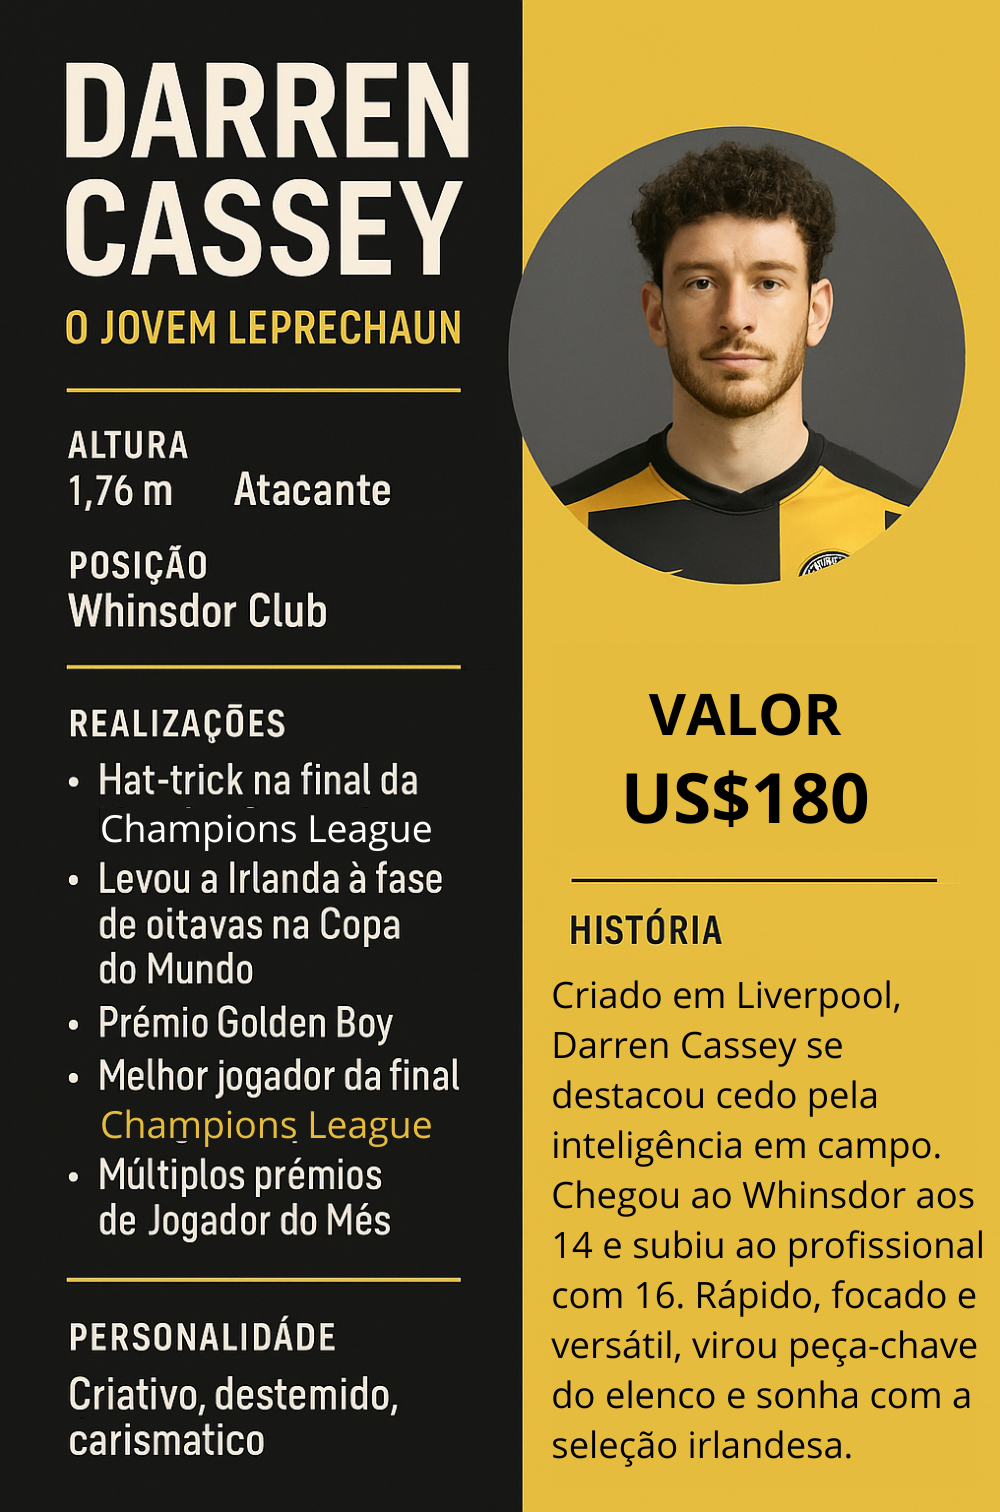 DARREN
CASSEY
O JOVEM LEPRECHAUN
ALTURA
1,76 m Atacante
POSIÇÃO
Whinsdor Club
REALIZAÇÕES
• Hat-trick na final da
Champions League
• Levou a Irlanda à fase
de oitavas na Copa
do Mundo
• Prémio Golden Boy
• Melhor jogador da final
Champions League
• Múltiplos prémios
de Jogador do Més
PERSONALIDÁDE
Criativo, destemido,
carismatico
VALOR
US$180
HISTÓRIA
Criado em Liverpool,
Darren Cassey se
destacou cedo pela
inteligência em campo.
Chegou ao Whinsdor aos
14 e subiu ao profissional
com 16. Rápido, focado e
versátil, virou peça-chave
do elenco e sonha com a
seleção irlandesa.